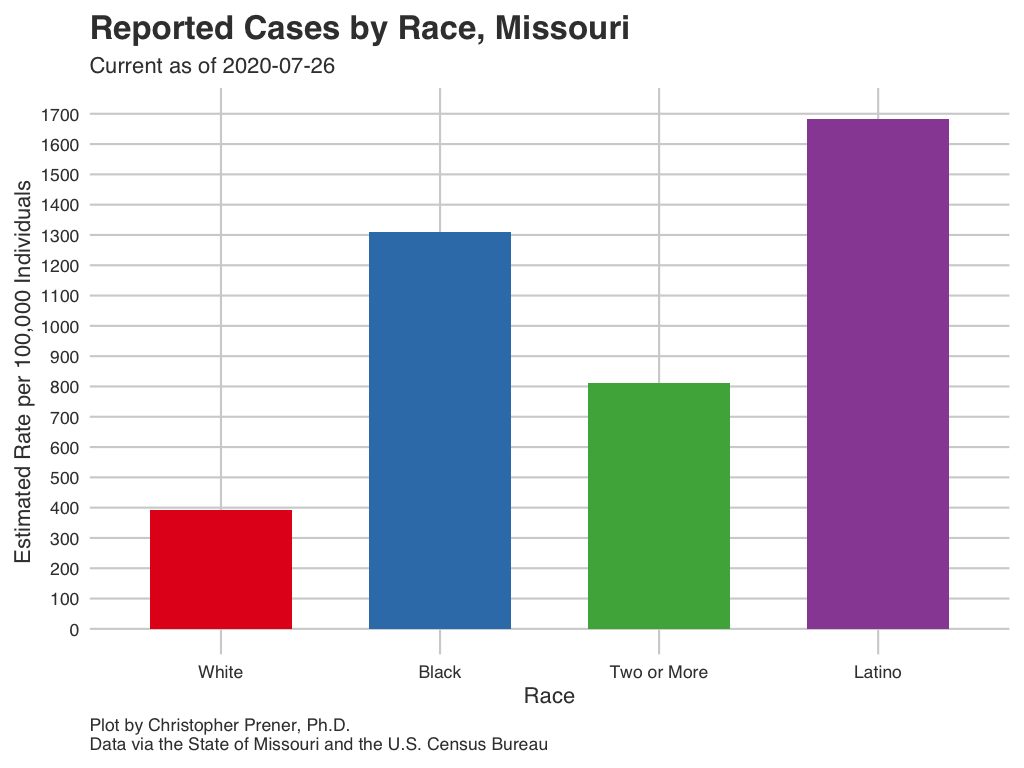 Reported Cases by Race, Missouri
Current as of 2020-07-26
Estimated Rate per 100,000 Individuals
1700
1600
1500
1400
1300
1200
1100
1000
900
800
700
600
500
400
300
200
100
0
White Black Two or More Latino
Race
Plot by Christopher Prener, Ph.D.
Data via the State of Missouri and the U.S. Census Bureau